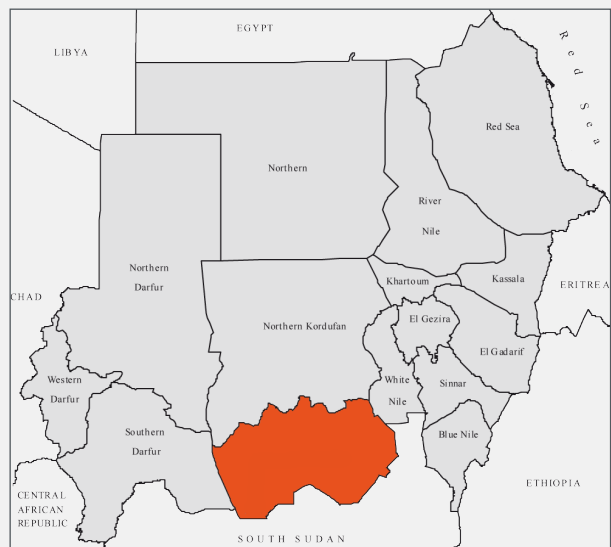 EGYPT
LIBYA
Red Sea
Red Sea
Northern
River
Nile
Northern
Darfur
Khartoum
Kassala
CHAD
ERITREA
Northern Kordufan
El Gezira
El Gadarif
Western
Darfur
White
Nile
Sinnar
Southern
Darfur
Blue Nile
CENTRAL
AFRICAN
REPUBLIC
ETHIOPIA
SOUTH SUDAN